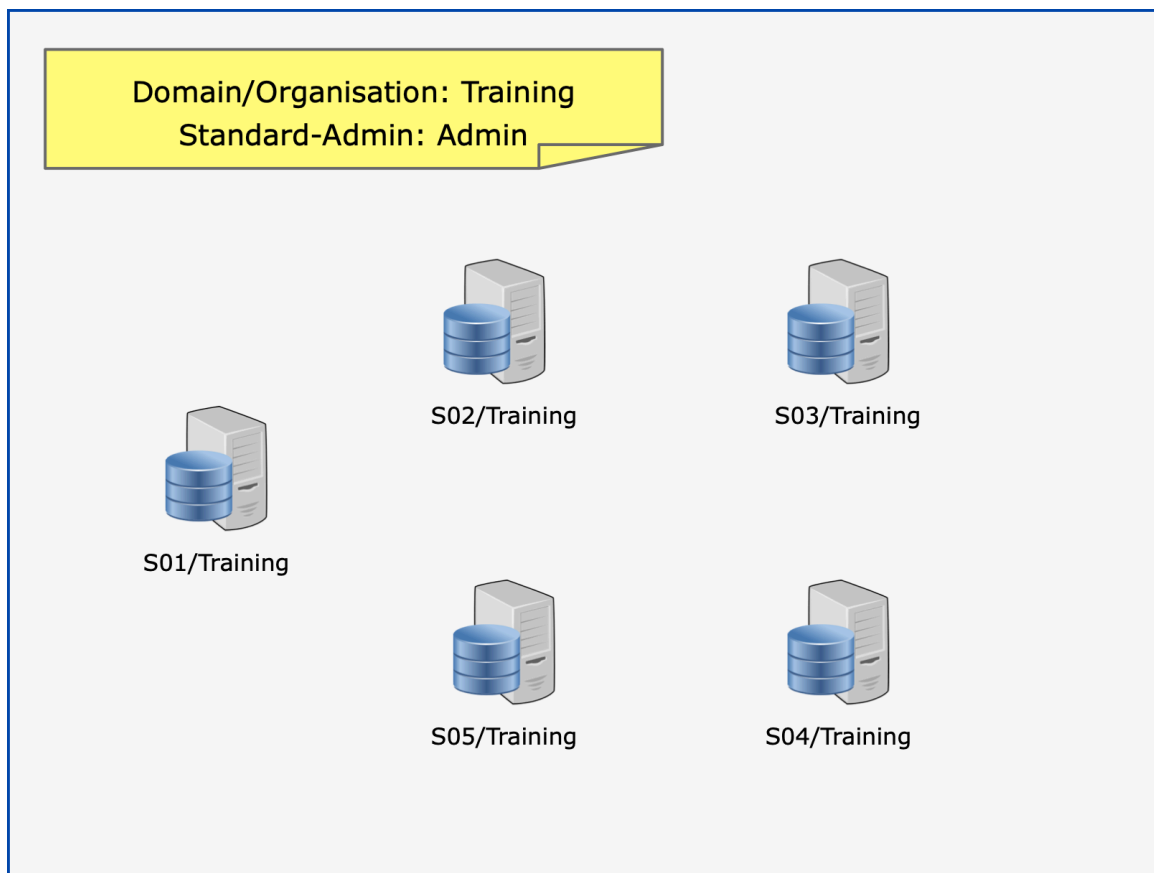 Domain/Organisation: Training
Standard-Admin: Admin
S02/Training
S03/Training
S01/Training
S05/Training
S04/Training